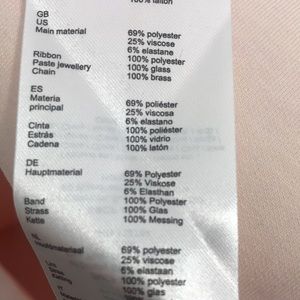 100% laiton
GB
US
Main material 69% polyester
25% viscose
6% elastane
Ribbon 100% polyester
Paste jewellery 100% glass
Chain 100% brass
ES
Materia 69% poliéster
principal 25% viscosa
6% elastano
Cinta 100% poliéster
Estrás 100% vidrio
Cadena 100% latón
DE
Hauptmaterial 69% Polyester
25% Viskose
6% Elasthan
Band 100% Polyester
Strass 100% Glas
Kette 100% Messing
NL
Hoofdmateriaal 69% polyester
25% viscose
6% elastaan
100% polyester
100% glas